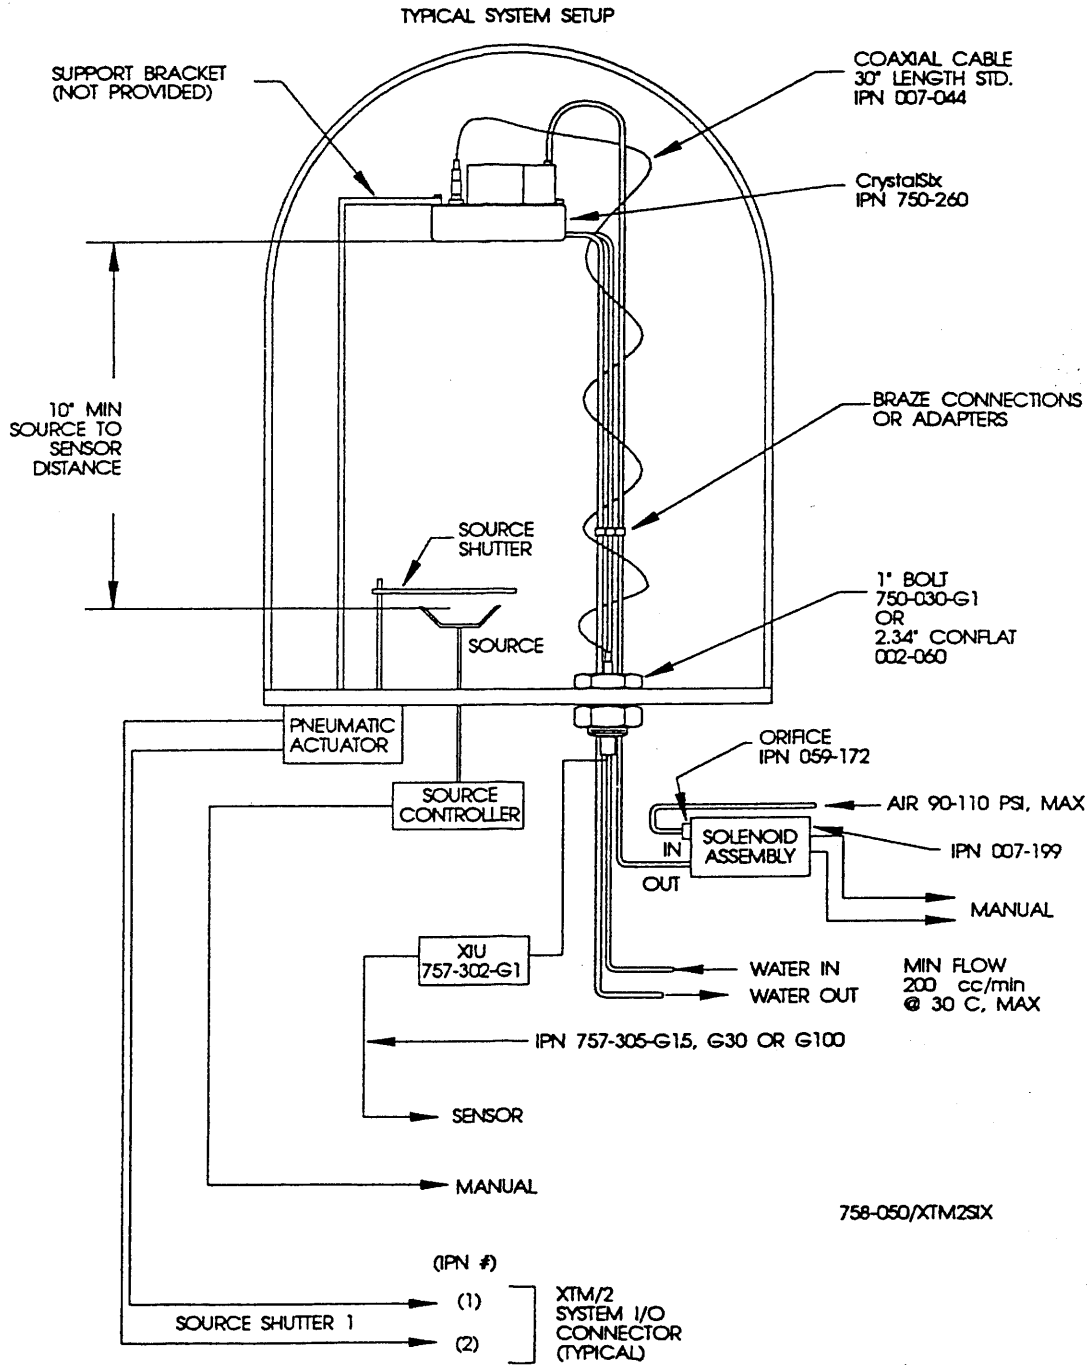 TYPICAL SYSTEM SETUP
SUPPORT BRACKET
(NOT PROVIDED)
COAXIAL CABLE
30" LENGTH STD.
IPN 007-044
CrystalSix
IPN 750-260
10" MIN
SOURCE TO
SENSOR
DISTANCE
BRAZE CONNECTIONS
OR ADAPTERS
SOURCE
SHUTTER
1" BOLT
750-030-G1
OR
2.34" CONFLAT
002-060
SOURCE
PNEUMATIC
ACTUATOR
ORIFICE
IPN 059-172
SOURCE
CONTROLLER
AIR 90-110 PSI, MAX
IN
SOLENOID
ASSEMBLY
IPN 007-199
OUT
MANUAL
XIU
757-302-G1
WATER IN
WATER OUT
MIN FLOW
200 cc/min
@ 30 C, MAX
IPN 757-305-G15, G30 OR G100
SENSOR
MANUAL
758-050/XTM2SIX
(IPN #)
(1)
SOURCE SHUTTER 1
(2)
XTM/2
SYSTEM I/O
CONNECTOR
(TYPICAL)